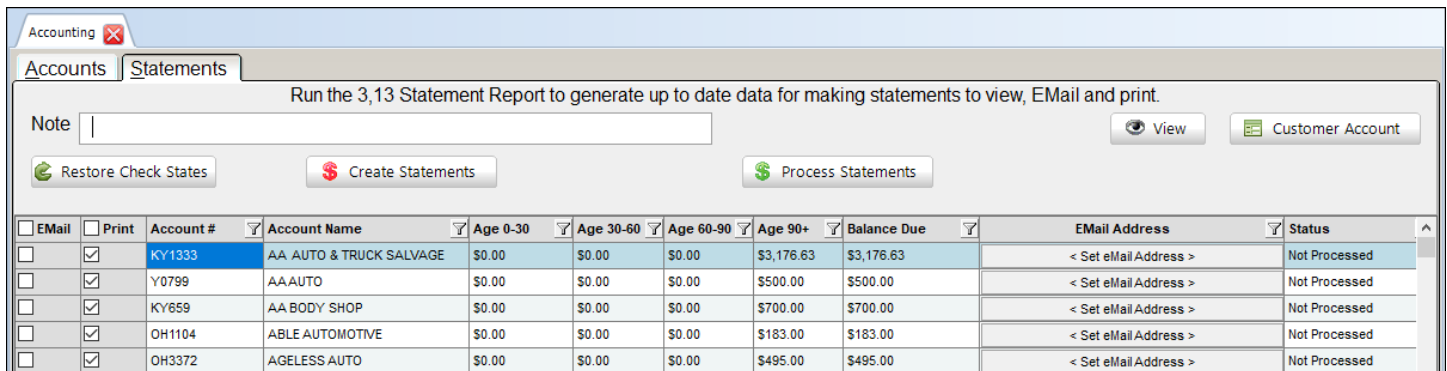 Accounting
Accounts Statements
Run the 3,13 Statement Report to generate up to date data for making statements to view, EMail and print.
Note View Customer Account
Restore Check States Create Statements Process Statements
EMail Print Account # Account Name Age 0-30 Age 30-60 Age 60-90 Age 90+ Balance Due EMail Address Status
KY1333 AA AUTO & TRUCK SALVAGE $0.00 $0.00 $0.00 $3,176.63 $3,176.63 < Set eMail Address > Not Processed
Y0799 AA AUTO $0.00 $0.00 $0.00 $500.00 $500.00 < Set eMail Address > Not Processed
KY659 AA BODY SHOP $0.00 $0.00 $0.00 $700.00 $700.00 < Set eMail Address > Not Processed
OH1104 ABLE AUTOMOTIVE $0.00 $0.00 $0.00 $183.00 $183.00 < Set eMail Address > Not Processed
OH3372 AGELESS AUTO $0.00 $0.00 $0.00 $495.00 $495.00 < Set eMail Address > Not Processed